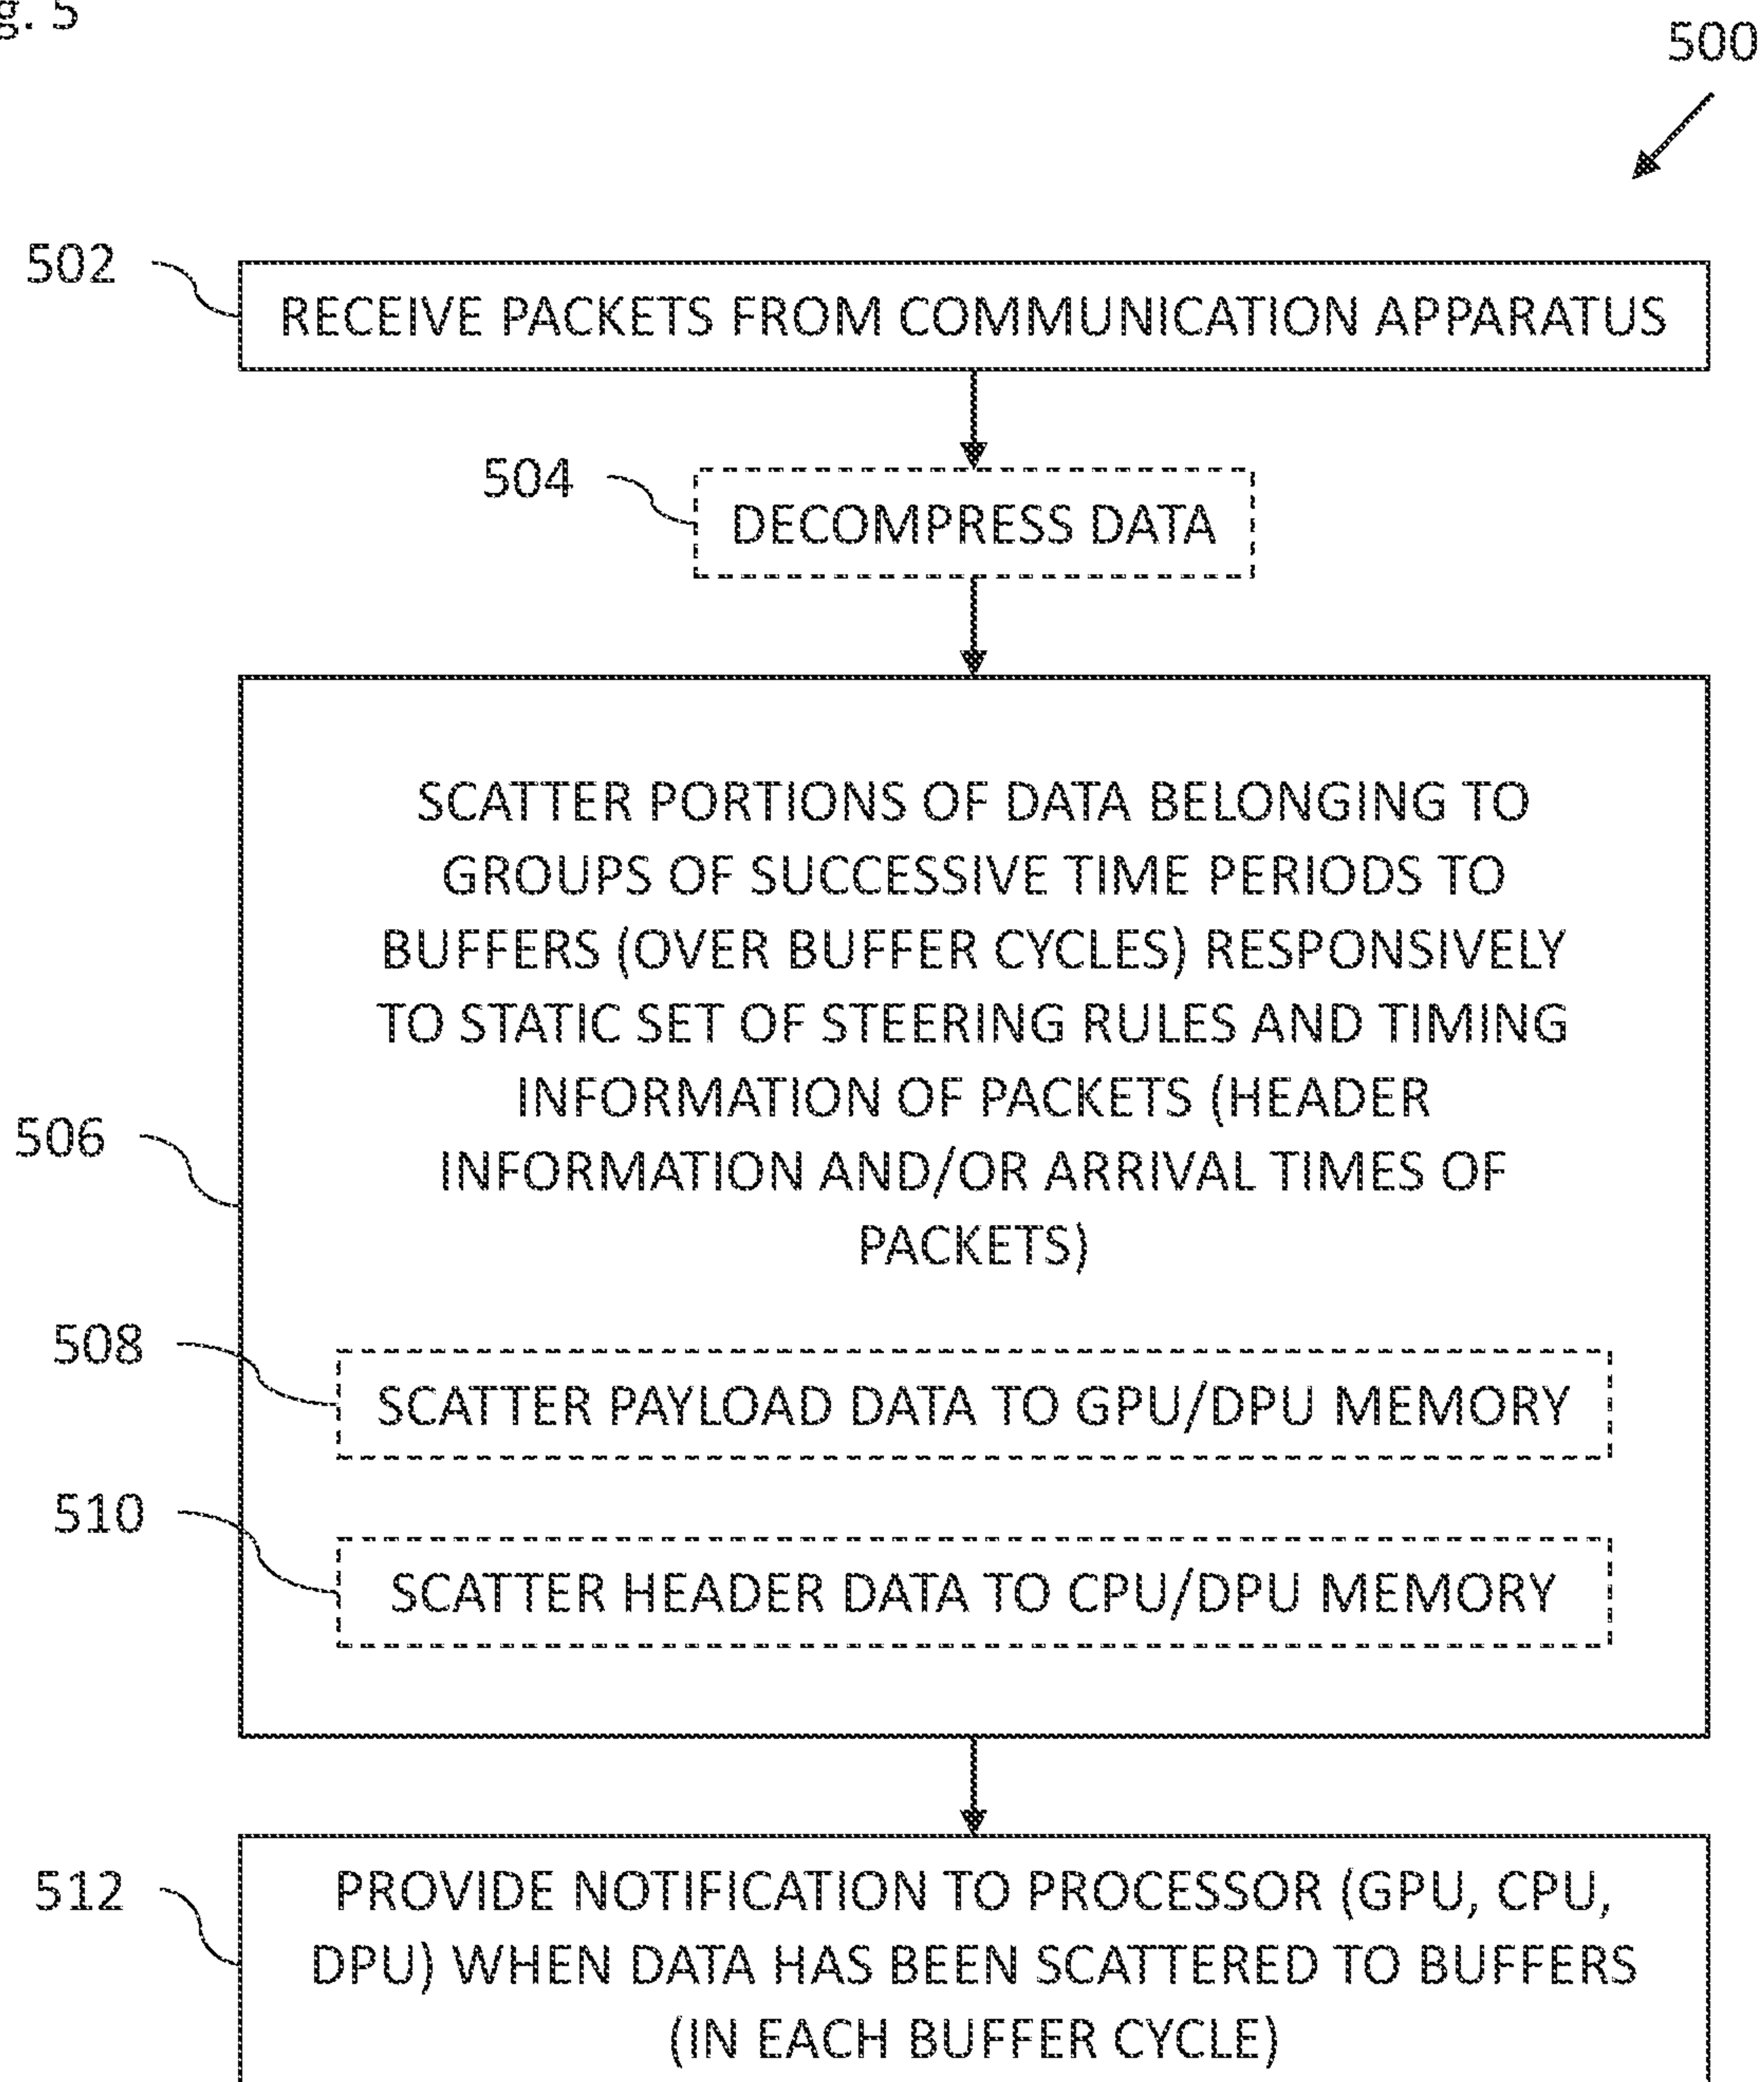 g. 5
500
502
RECEIVE PACKETS FROM COMMUNICATION APPARATUS
504
DECOMPRESS DATA
SCATTER PORTIONS OF DATA BELONGING TO
GROUPS OF SUCCESSIVE TIME PERIODS TO
BUFFERS (OVER BUFFER CYCLES) RESPONSIVELY
TO STATIC SET OF STEERING RULES AND TIMING
INFORMATION OF PACKETS (HEADER
INFORMATION AND/OR ARRIVAL TIMES OF
PACKETS)
506
508
SCATTER PAYLOAD DATA TO GPU/DPU MEMORY
510
SCATTER HEADER DATA TO CPU/DPU MEMORY
512
PROVIDE NOTIFICATION TO PROCESSOR (GPU, CPU,
DPU) WHEN DATA HAS BEEN SCATTERED TO BUFFERS
(IN EACH BUFFER CYCLE)